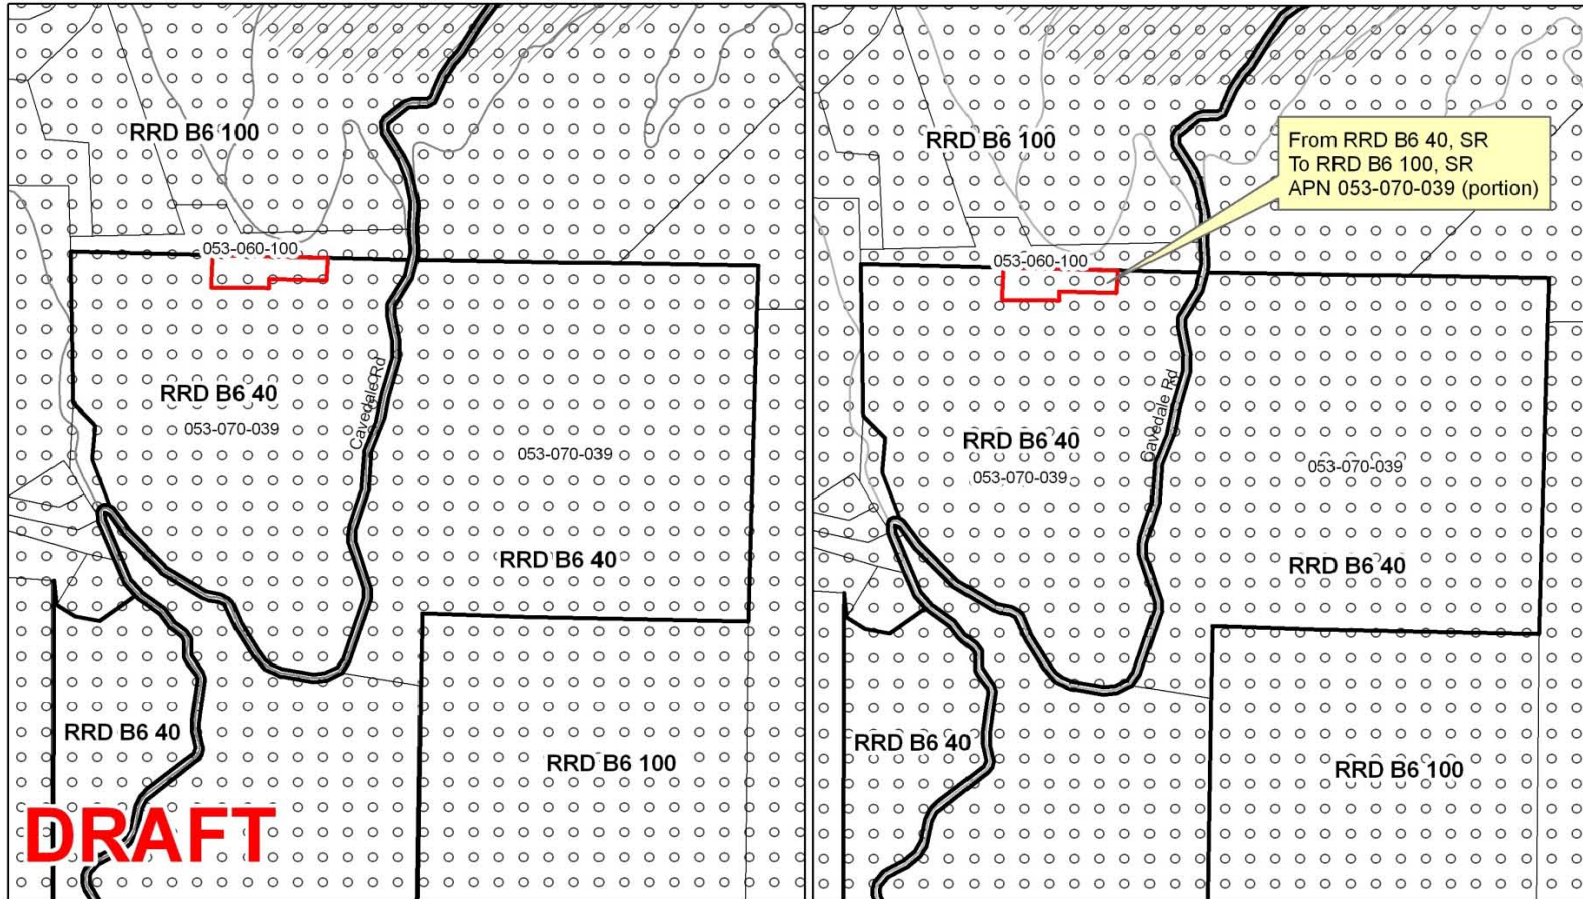 RRD B6 100
053-060-100
RRD B6 40
053-070-039
Cavedale Rd
053-070-039
RRD B6 40
RRD B6 40
RRD B6 100
DRAFT
RRD B6 100
From RRD B6 40, SR
To RRD B6 100, SR
APN 053-070-039 (portion)
053-060-100
RRD B6 40
053-070-039
Cavedale Rd
053-070-039
RRD B6 40
RRD B6 40
RRD B6 100